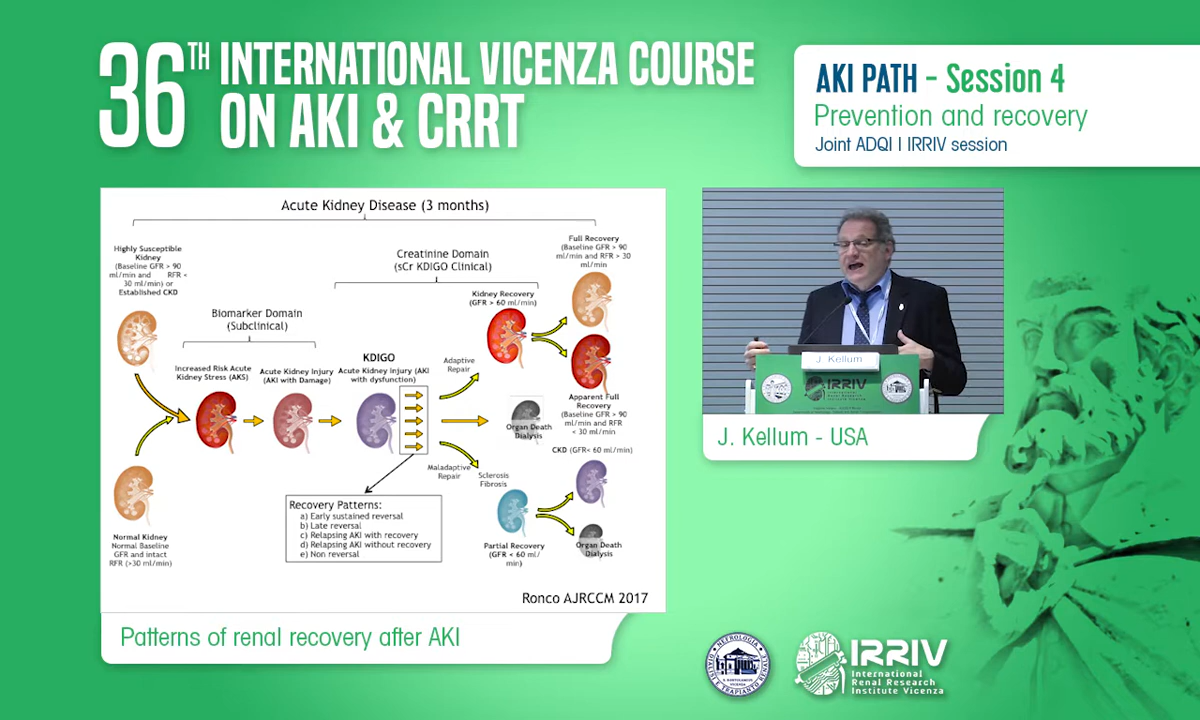 36TH INTERNATIONAL VICENZA COURSE
ON AKI & CRRT
AKI PATH - Session 4
Prevention and recovery
Joint ADQI I IRRIV session
Acute Kidney Disease (3 months)
Highly Susceptible
Kidney
(Baseline GFR > 90
ml/min and RFR <
30 ml/min) or
Established CKD
Biomarker Domain
(Subclinical)
Creatinine Domain
(sCr KDIGO Clinical)
Full Recovery
(Baseline GFR > 90
ml/min and RFR > 30
ml/min
Kidney Recovery
(GFR > 60 ml/min)
Increased Risk Acute
Kidney Stress (AKS)
Acute Kidney Injury
(AKI with Damage)
KDIGO
Acute Kidney Injury (AKI
with dysfunction)
Adaptive
Repair
Apparent Full
Recovery
(Baseline GFR > 90
ml/min and RFR
< 30 ml/min
Organ Death
Dialysis
CKD (GFR< 60 ml/min)
Maladaptive
Repair
Sclerosis
Fibrosis
Recovery Patterns:
a) Early sustained reversal
b) Late reversal
c) Relapsing AKI with recovery
d) Relapsing AKI without recovery
e) Non reversal
Partial Recovery
(GFR < 60 ml/
min)
Organ Death
Dialysis
Normal Kidney
Normal Baseline
GFR and intact
RFR (>30 ml/min)
Ronco AJRCCM 2017
Patterns of renal recovery after AKI
J. Kellum
IRRIV
J. Kellum - USA
NEFROLOGIA
DIALISI E TRAPIANTO RENALE
S. BORTOLO
VICENZA
IRRIV
International
Renal Research
Institute Vicenza